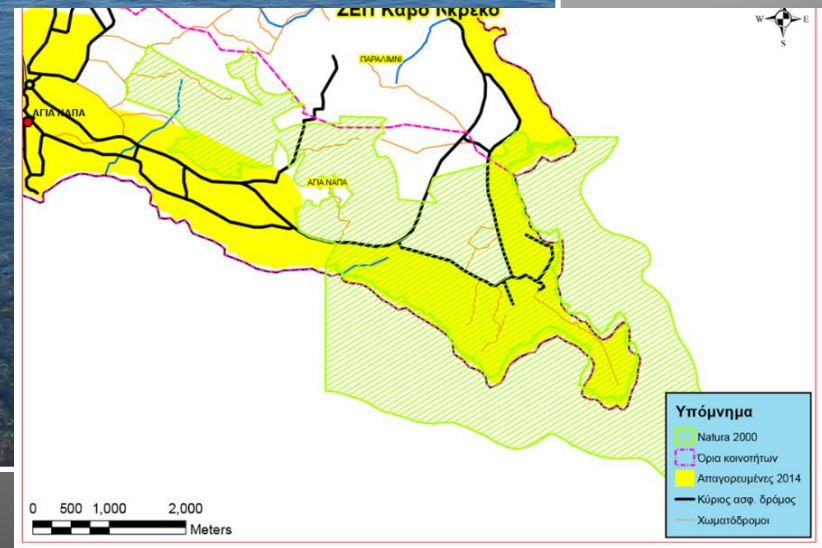 ΖΕΠ Κάβο Γκρέκο
W E
S
ΠΑΡΑΛΙΜΝΙ
ΑΓΙΑ ΝΑΠΑ
ΑΓΙΑ ΝΑΠΑ
Υπόμνημα
Natura 2000
Όρια κοινοτήτων
Απαγορευμένες 2014
Κύριος ασφ. δρόμος
Χωματόδρομοι
0 500 1,000 2,000
Meters